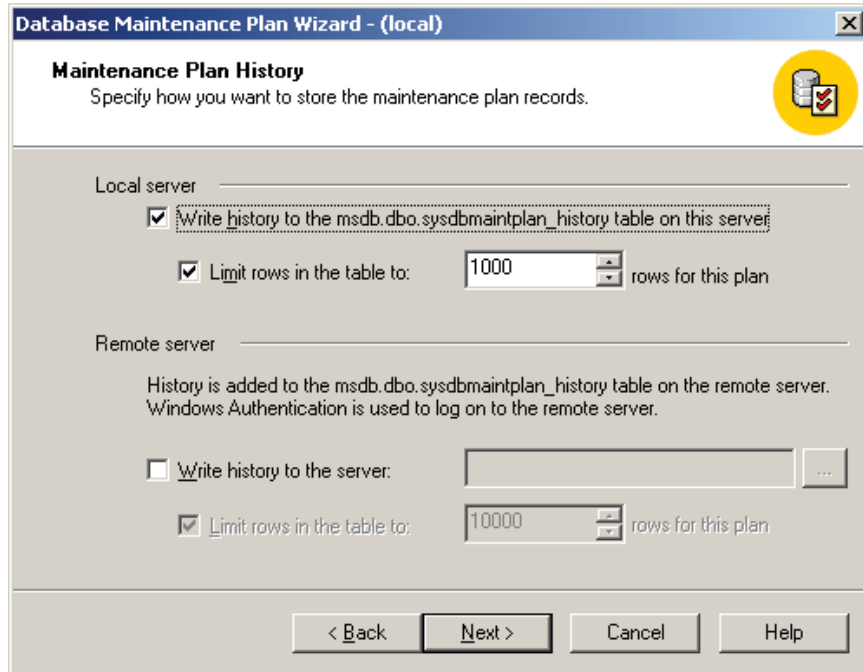 Database Maintenance Plan Wizard - (local)
Maintenance Plan History
Specify how you want to store the maintenance plan records.
Local server
Write history to the msdb.dbo.sysdbmaintplan_history table on this server
Limit rows in the table to: 1000 rows for this plan
Remote server
History is added to the msdb.dbo.sysdbmaintplan_history table on the remote server.
Windows Authentication is used to log on to the remote server.
Write history to the server: ...
Limit rows in the table to: 10000 rows for this plan
< Back Next > Cancel Help